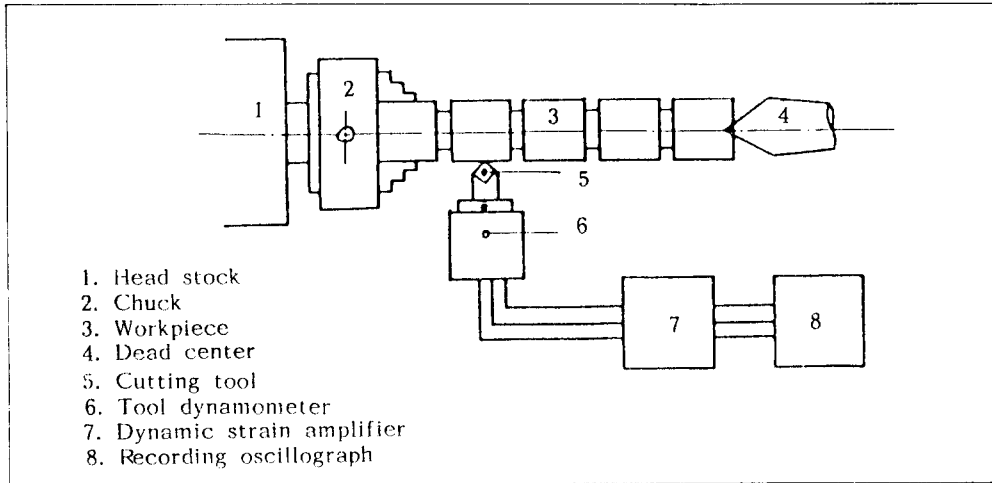 1
2
3
4
5
6
7
8
1. Head stock
2. Chuck
3. Workpiece
4. Dead center
5. Cutting tool
6. Tool dynamometer
7. Dynamic strain amplifier
8. Recording oscillograph